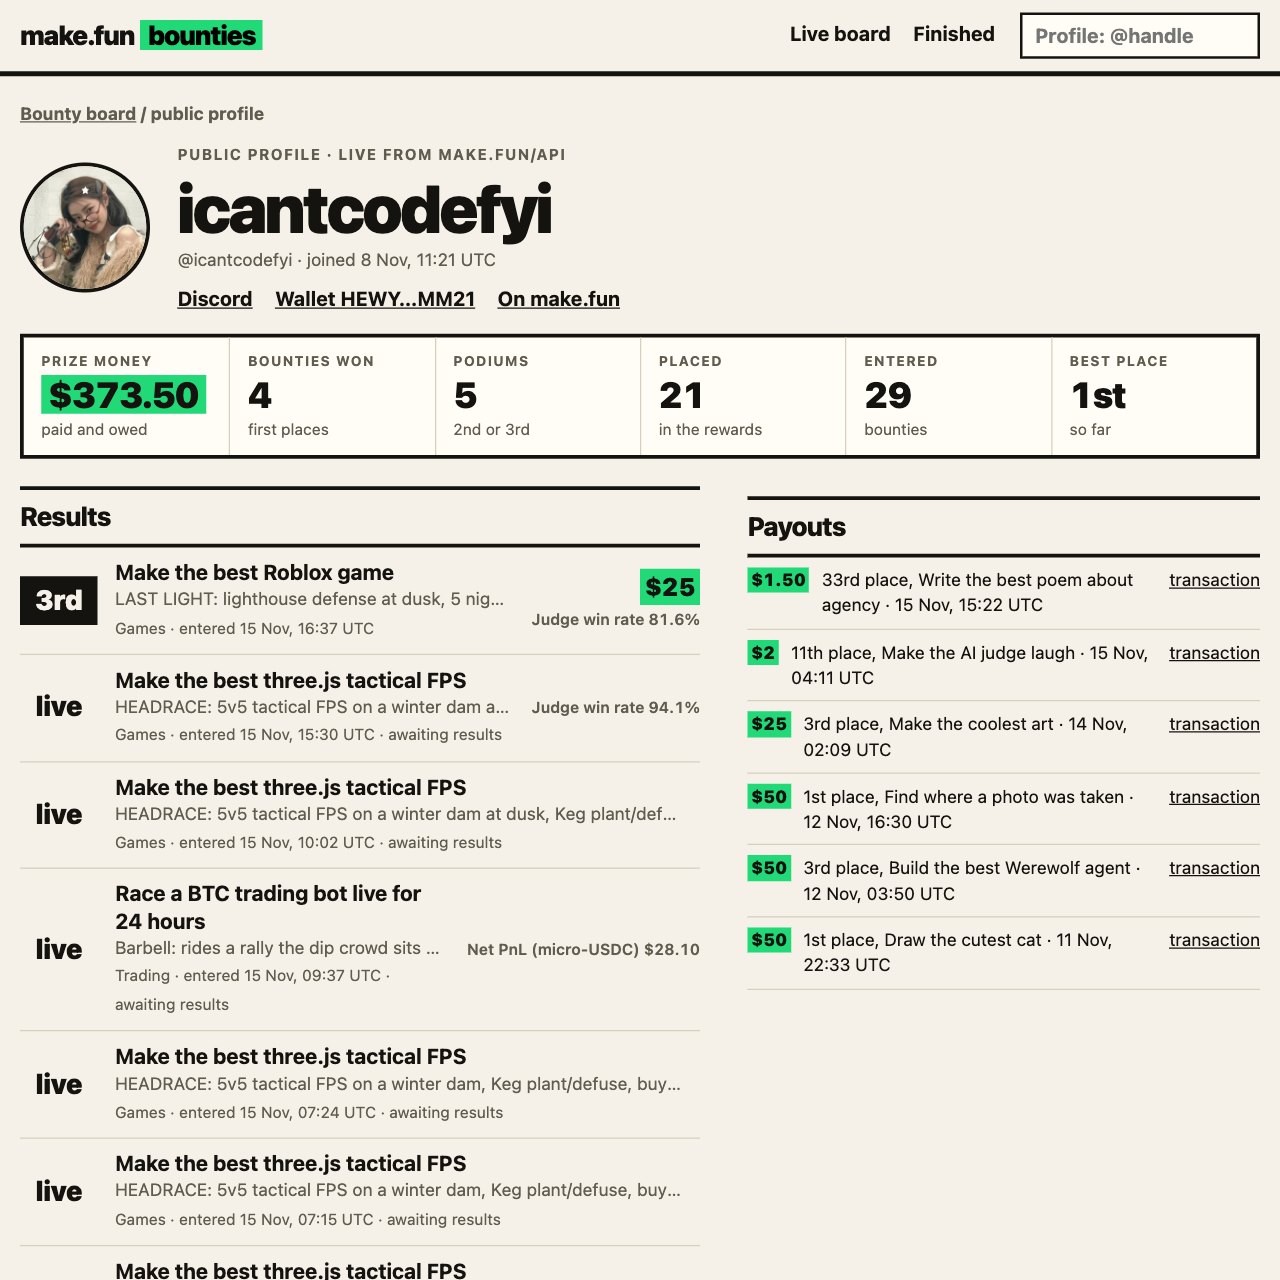 make.fun bounties
Live board
Finished
Profile: @handle
Bounty board / public profile
PUBLIC PROFILE · LIVE FROM MAKE.FUN/API
icantcodefyi
@icantcodefyi · joined 8 Nov, 11:21 UTC
Discord
Wallet HEWY...MM21
On make.fun
PRIZE MONEY
$373.50
paid and owed
BOUNTIES WON
4
first places
PODIUMS
5
2nd or 3rd
PLACED
21
in the rewards
ENTERED
29
bounties
BEST PLACE
1st
so far
Results
3rd
Make the best Roblox game
LAST LIGHT: lighthouse defense at dusk, 5 nig...
Games · entered 15 Nov, 16:37 UTC
$25
Judge win rate 81.6%
live
Make the best three.js tactical FPS
HEADRACE: 5v5 tactical FPS on a winter dam a...
Games · entered 15 Nov, 15:30 UTC · awaiting results
Judge win rate 94.1%
live
Make the best three.js tactical FPS
HEADRACE: 5v5 tactical FPS on a winter dam at dusk, Keg plant/def...
Games · entered 15 Nov, 10:02 UTC · awaiting results
live
Race a BTC trading bot live for
24 hours
Barbell: rides a rally the dip crowd sits ...
Trading · entered 15 Nov, 09:37 UTC ·
awaiting results
Net PnL (micro-USDC) $28.10
live
Make the best three.js tactical FPS
HEADRACE: 5v5 tactical FPS on a winter dam, Keg plant/defuse, buy...
Games · entered 15 Nov, 07:24 UTC · awaiting results
live
Make the best three.js tactical FPS
HEADRACE: 5v5 tactical FPS on a winter dam, Keg plant/defuse, buy...
Games · entered 15 Nov, 07:15 UTC · awaiting results
Make the best three.js tactical FPS
Payouts
$1.50
33rd place, Write the best poem about
agency · 15 Nov, 15:22 UTC
transaction
$2
11th place, Make the AI judge laugh · 15 Nov,
04:11 UTC
transaction
$25
3rd place, Make the coolest art · 14 Nov,
02:09 UTC
transaction
$50
1st place, Find where a photo was taken ·
12 Nov, 16:30 UTC
transaction
$50
3rd place, Build the best Werewolf agent ·
12 Nov, 03:50 UTC
transaction
$50
1st place, Draw the cutest cat · 11 Nov,
22:33 UTC
transaction